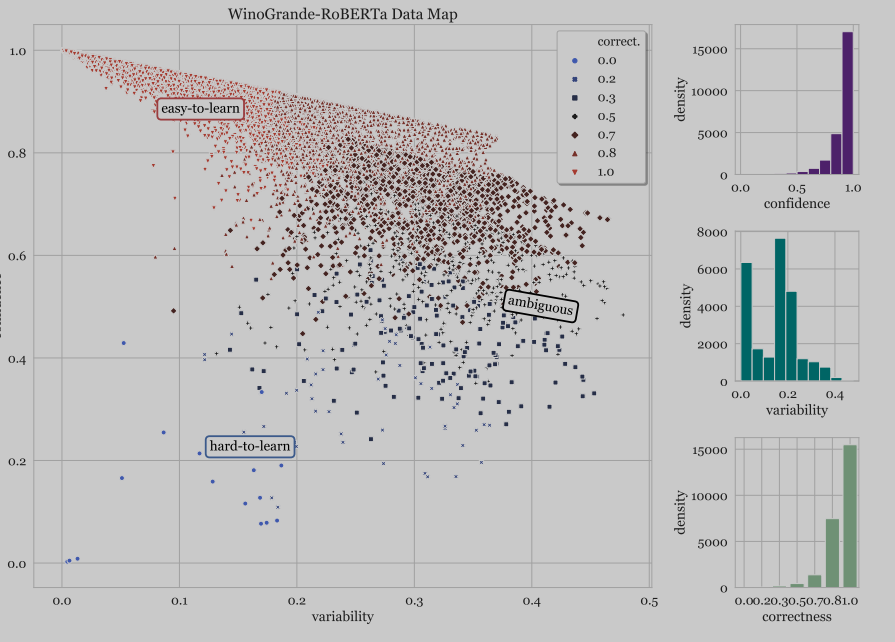 WinoGrande-RoBERTa Data Map
correct.
0.0
0.2
0.3
0.5
0.7
0.8
1.0
easy-to-learn
ambiguous
hard-to-learn
1.0
0.8
0.6
0.4
0.2
0.0
0.0 0.1 0.2 0.3 0.4 0.5
variability
density
15000
10000
5000
0
0.0 0.5 1.0
confidence
density
8000
6000
4000
2000
0
0.0 0.2 0.4
variability
density
15000
10000
5000
0
0.00.20.30.50.70.81.0
correctness